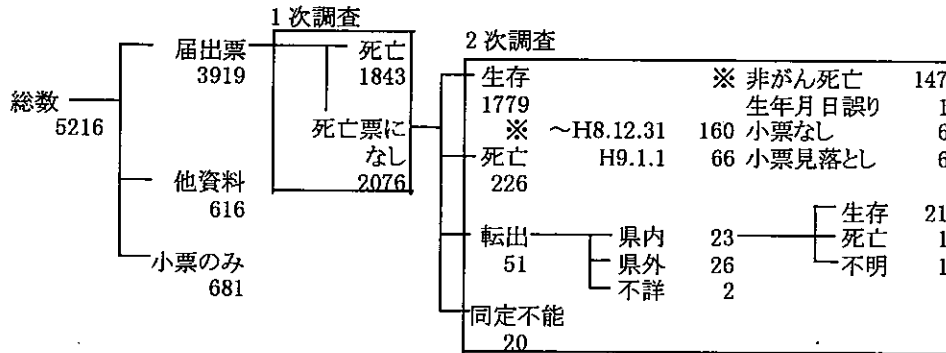 1次調査
2次調査
届出票 死亡
3919 1843
生存 ※ 非がん死亡 147
1779 生年月日誤り 1
総数
5216
死亡票に
なし
2076
※ ～H8.12.31 160 小票なし 6
死亡 H9.1.1 66 小票見落とし 6
226
他資料
616
転出 県内 23 生存 21
51 県外 26 死亡 1
不詳 2 不明 1
小票のみ
681
同定不能
20